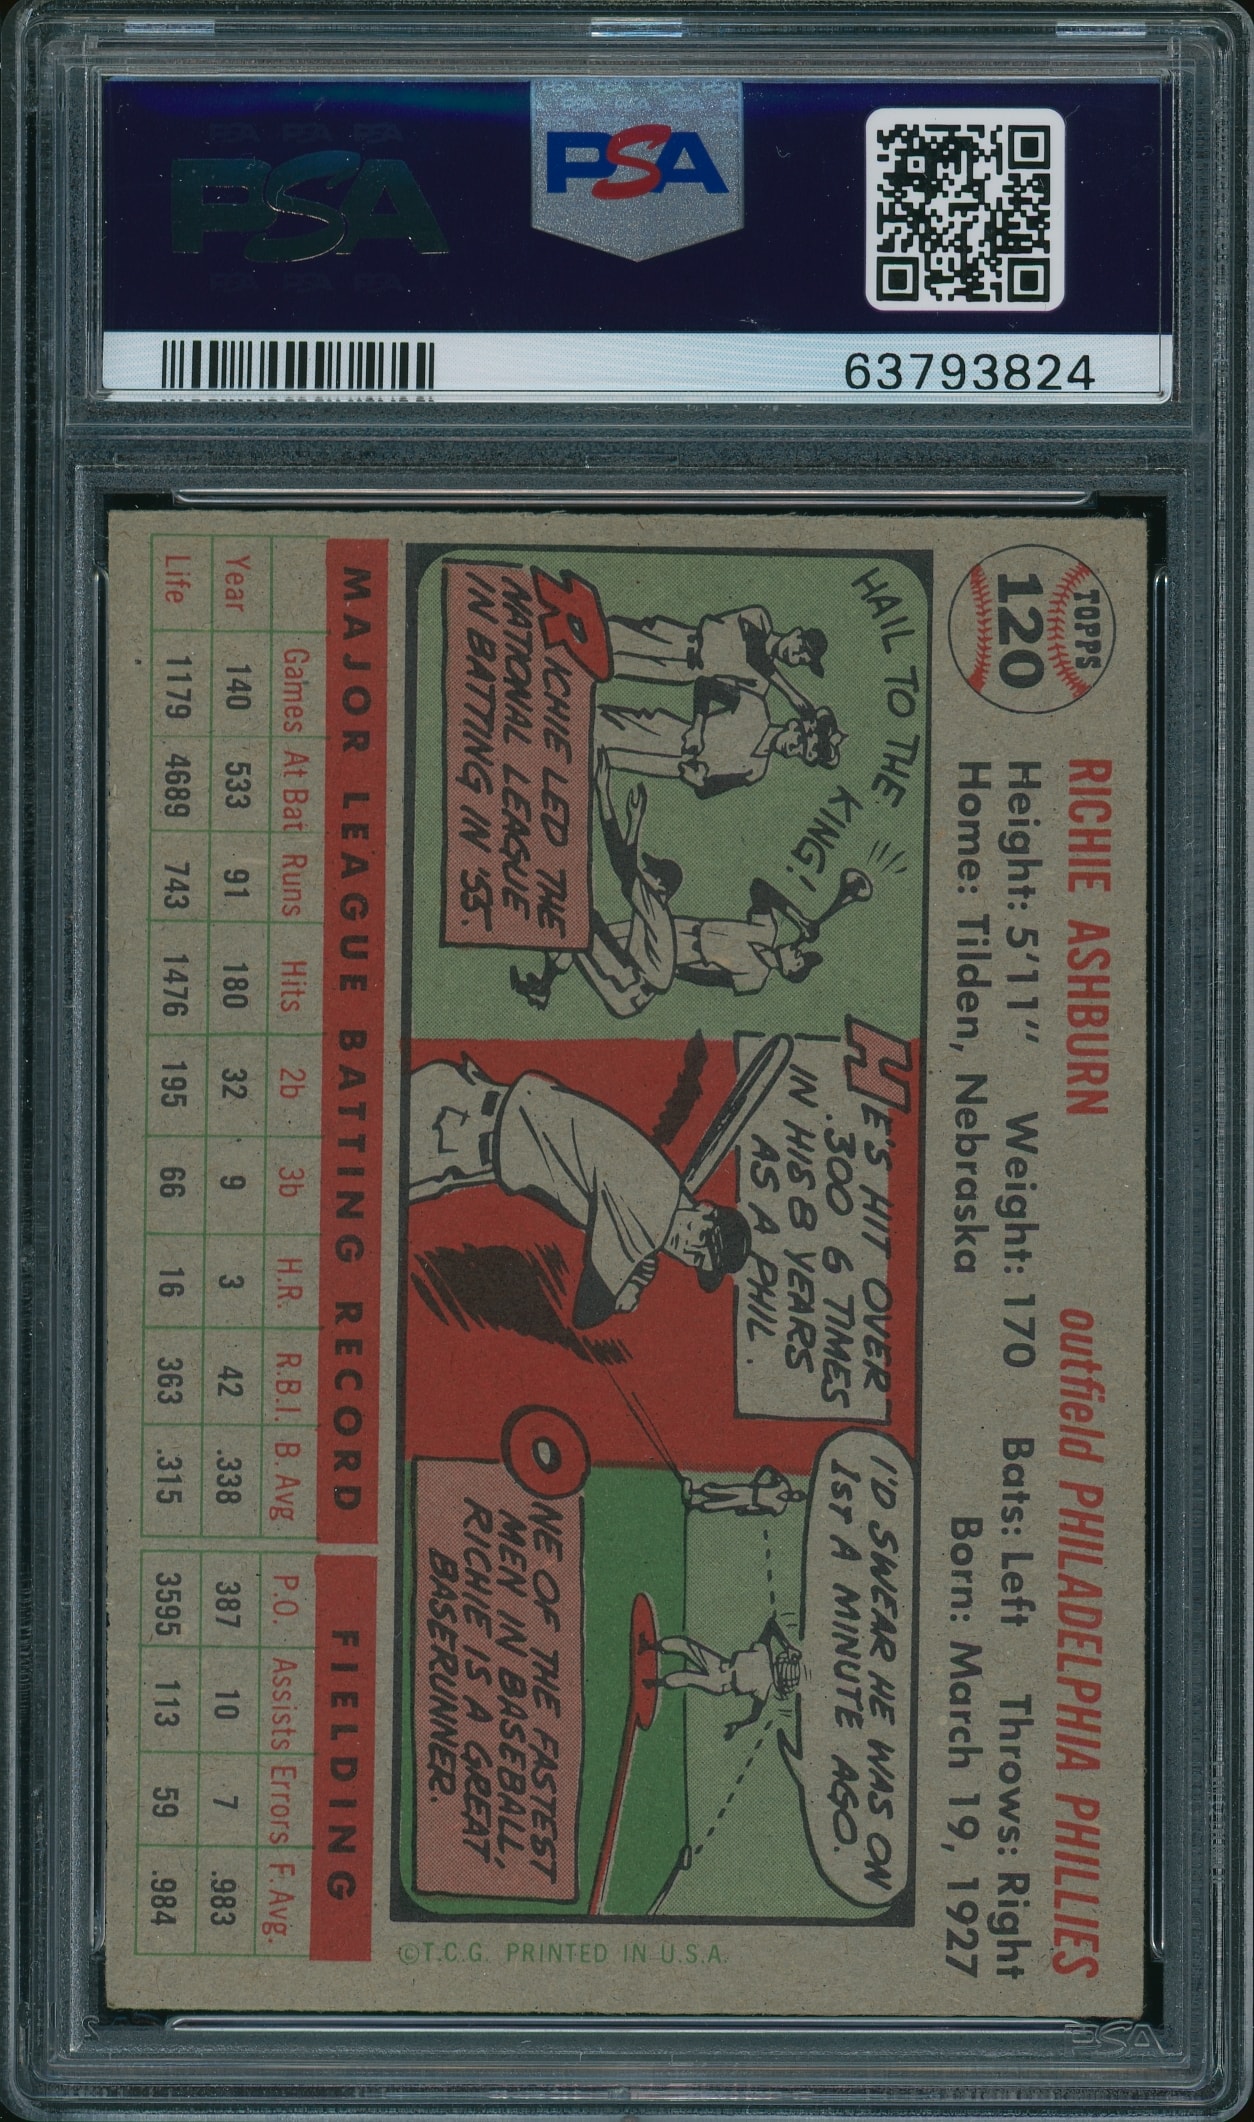 PSA
PSA
63793824
TOPPS
120
RICHIE ASHBURN
outfield PHILADELPHIA PHILLIES
Height: 5'11" Weight: 170 Bats: Left Throws: Right
Home: Tilden, Nebraska Born: March 19, 1927
HAIL TO THE KING!
RICHIE LED THE
NATIONAL LEAGUE
IN BATTING IN '55.
HE'S HIT OVER
.300 6 TIMES
IN HIS 8 YEARS
AS A PHIL.
I'D SWEAR HE WAS ON
1ST A MINUTE AGO.
ONE OF THE FASTEST
MEN IN BASEBALL,
RICHIE IS A GREAT
BASERUNNER.
©T.C.G. PRINTED IN U.S.A.
MAJOR LEAGUE BATTING RECORD FIELDING
Games At Bat Runs Hits 2b 3b H.R. R.B.I. B. Avg P.O. Assists Errors F. Avg.
Year 140 533 91 180 32 9 3 42 .338 387 10 7 .983
Life 1179 4689 743 1476 195 66 16 363 .315 3595 113 59 .984
PSA